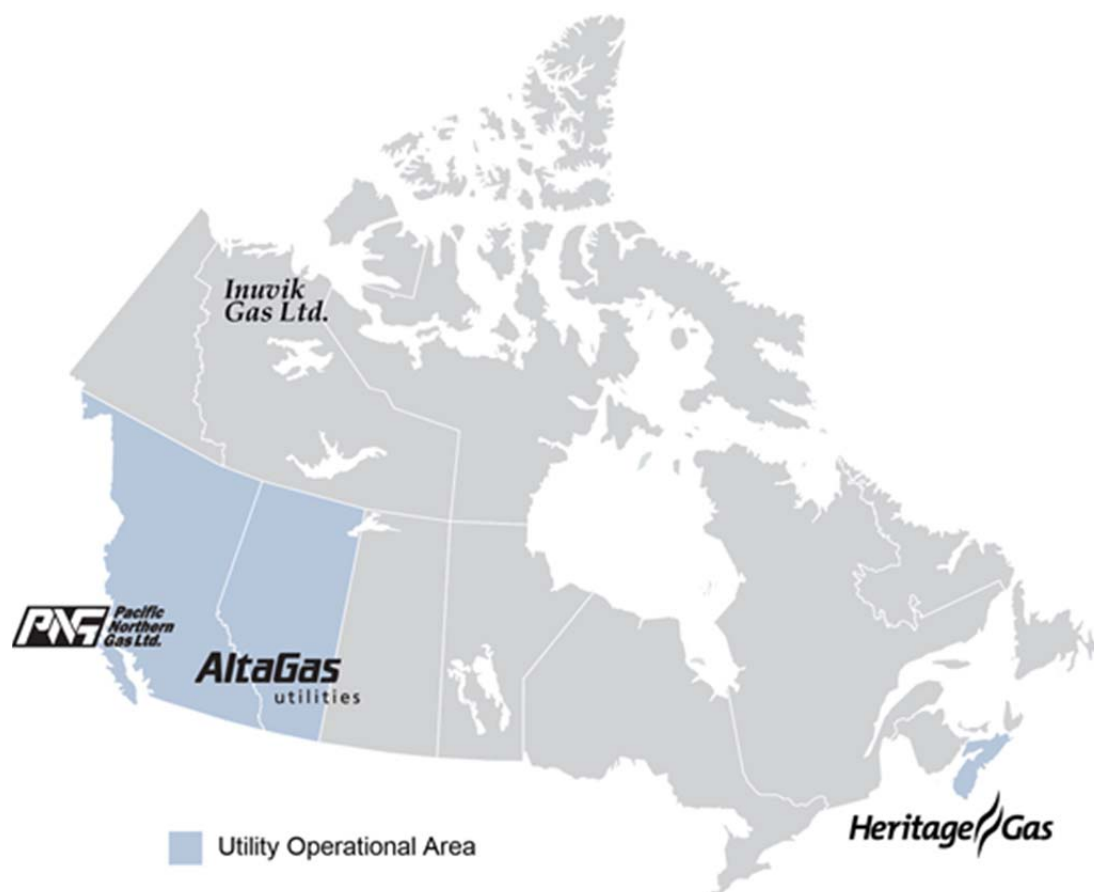 Inuvik
Gas Ltd.
PNG Pacific
Northern
Gas Ltd.
AltaGas
utilities
Heritage Gas
Utility Operational Area